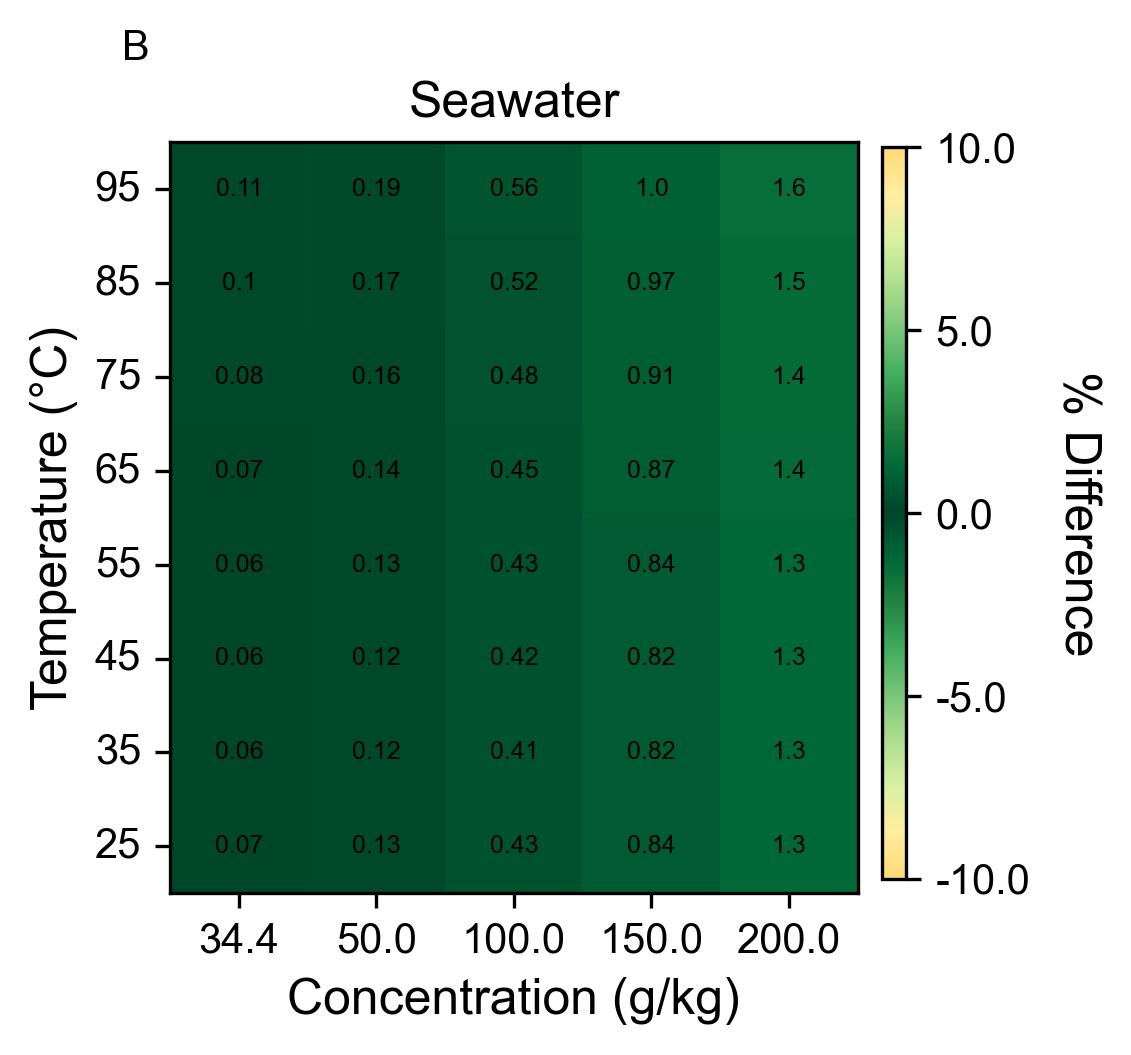 B
Seawater
95 0.11 0.19 0.56 1.0 1.6
85 0.1 0.17 0.52 0.97 1.5
75 0.08 0.16 0.48 0.91 1.4
65 0.07 0.14 0.45 0.87 1.4
55 0.06 0.13 0.43 0.84 1.3
45 0.06 0.12 0.42 0.82 1.3
35 0.06 0.12 0.41 0.82 1.3
25 0.07 0.13 0.43 0.84 1.3
34.4 50.0 100.0 150.0 200.0
Concentration (g/kg)
Temperature (°C)
10.0
5.0
0.0
-5.0
-10.0
% Difference